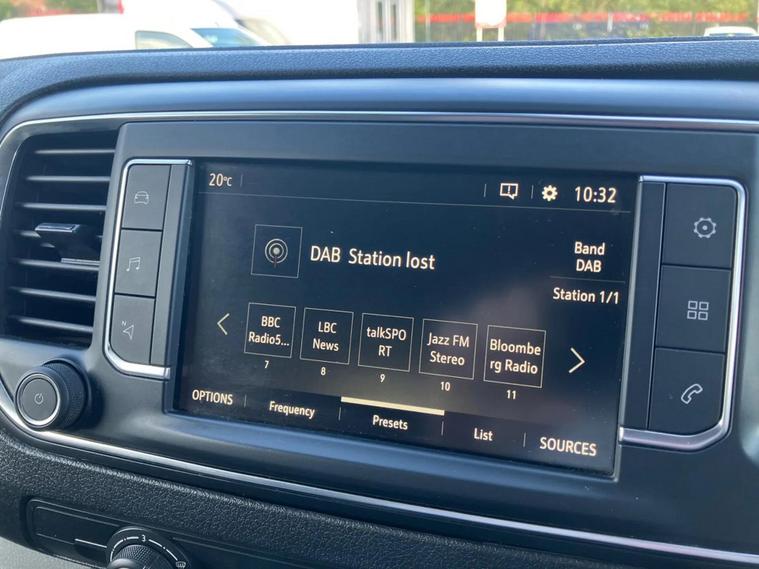 20°C
10:32
DAB Station lost
Band
DAB
Station 1/1
BBC
Radio5...
7
LBC
News
8
talkSPO
RT
9
Jazz FM
Stereo
10
Bloombe
rg Radio
11
OPTIONS
Frequency
Presets
List
SOURCES
N
3